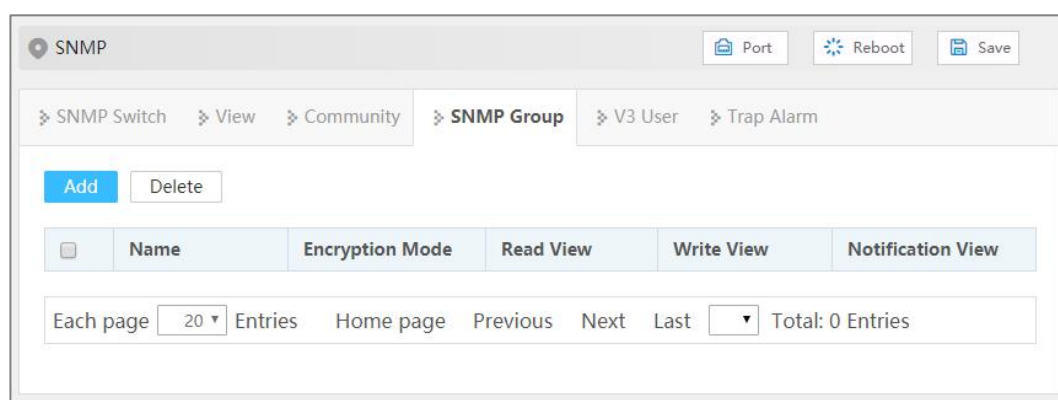 SNMP Port Reboot Save
SNMP Switch View Community SNMP Group V3 User Trap Alarm
Add Delete
Name Encryption Mode Read View Write View Notification View
Each page 20 Entries Home page Previous Next Last Total: 0 Entries